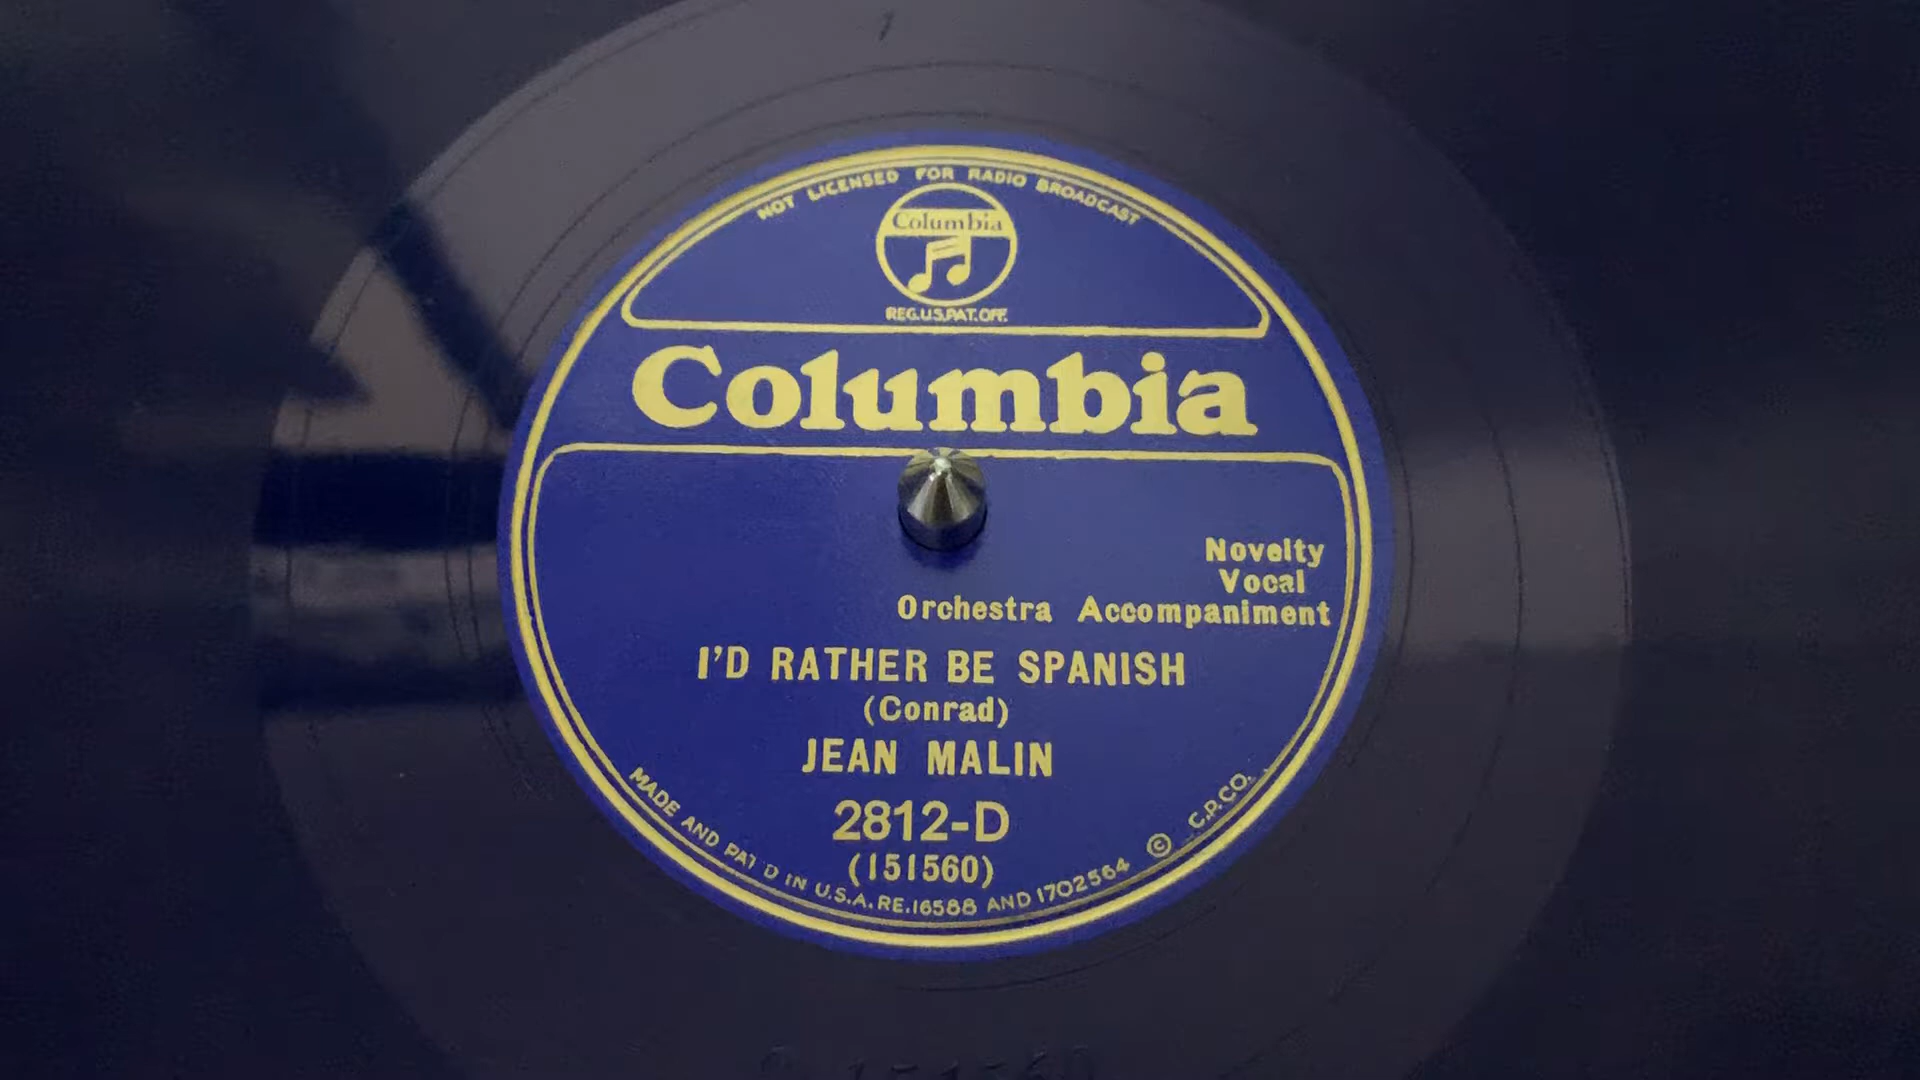 NOT LICENSED FOR RADIO BROADCAST
Columbia
REG.U.S.PAT.OFF.
Columbia
Novelty
Vocal
Orchestra Accompaniment
I'D RATHER BE SPANISH
(Conrad)
JEAN MALIN
2812-D
(151560)
MADE AND PAT'D IN U.S.A. RE.16588 AND 1702564 © C.P.CO.
151560